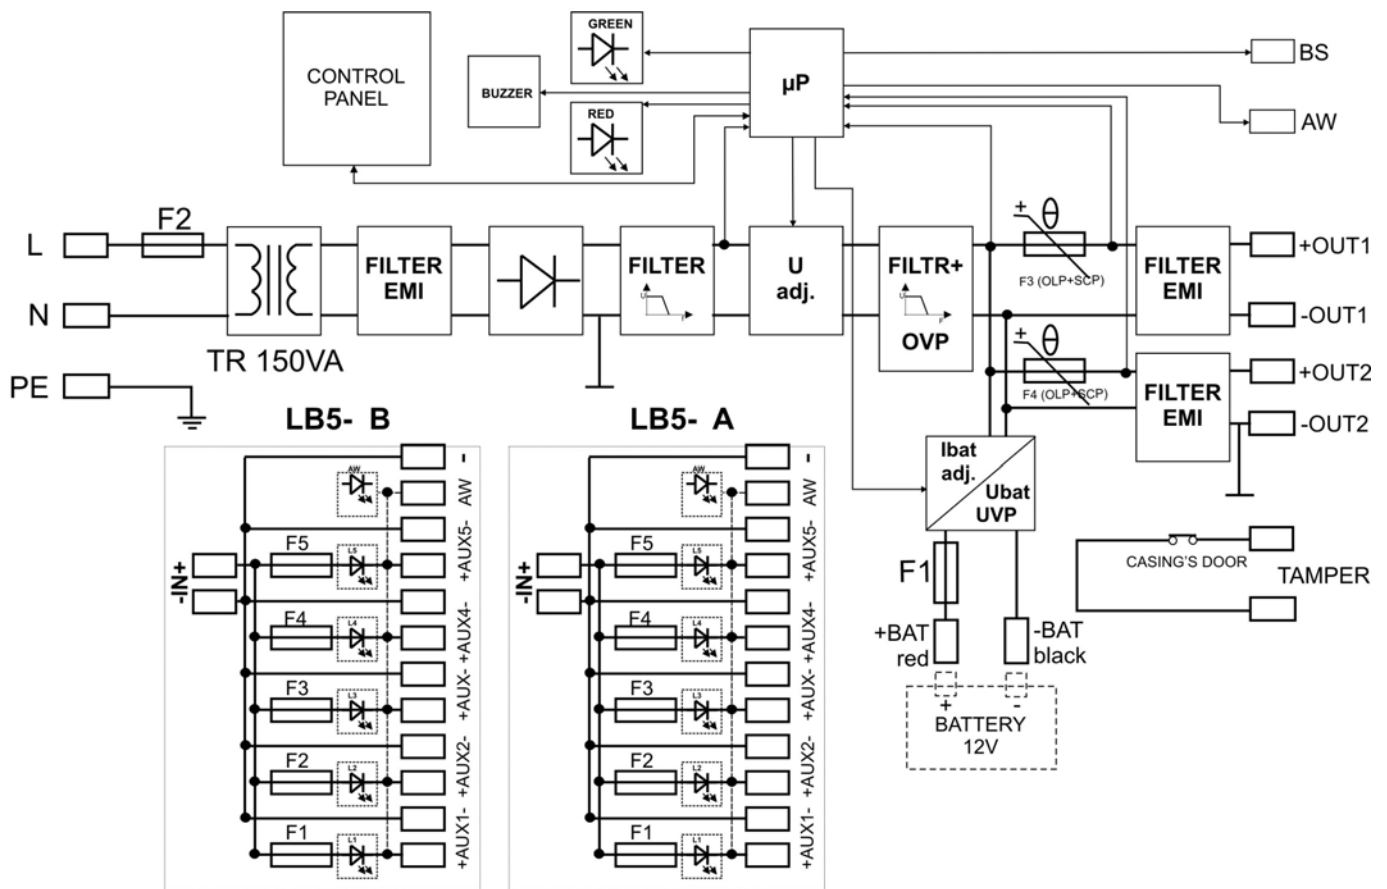 GREEN
CONTROL
PANEL
BUZZER
RED
µP
BS
AW
L
F2
N
PE
TR 150VA
FILTER
EMI
FILTER
U
F
U
adj.
FILTR+
U
F
OVP
+ θ
F3 (OLP+SCP)
+ θ
F4 (OLP+SCP)
FILTER
EMI
FILTER
EMI
+OUT1
-OUT1
+OUT2
-OUT2
Ibat
adj.
Ubat
UVP
F1
+BAT
red
-BAT
black
+ -
BATTERY
12V
CASING'S DOOR
TAMPER
LB5- B
-IN+
AW
F5
L5
F4
L4
F3
L3
F2
L2
F1
L1
-
AW
+AUX5-
+AUX4-
+AUX-
+AUX2-
+AUX1-
LB5- A
-IN+
AW
F5
L5
F4
L4
F3
L3
F2
L2
F1
L1
-
AW
+AUX5-
+AUX4-
+AUX-
+AUX2-
+AUX1-